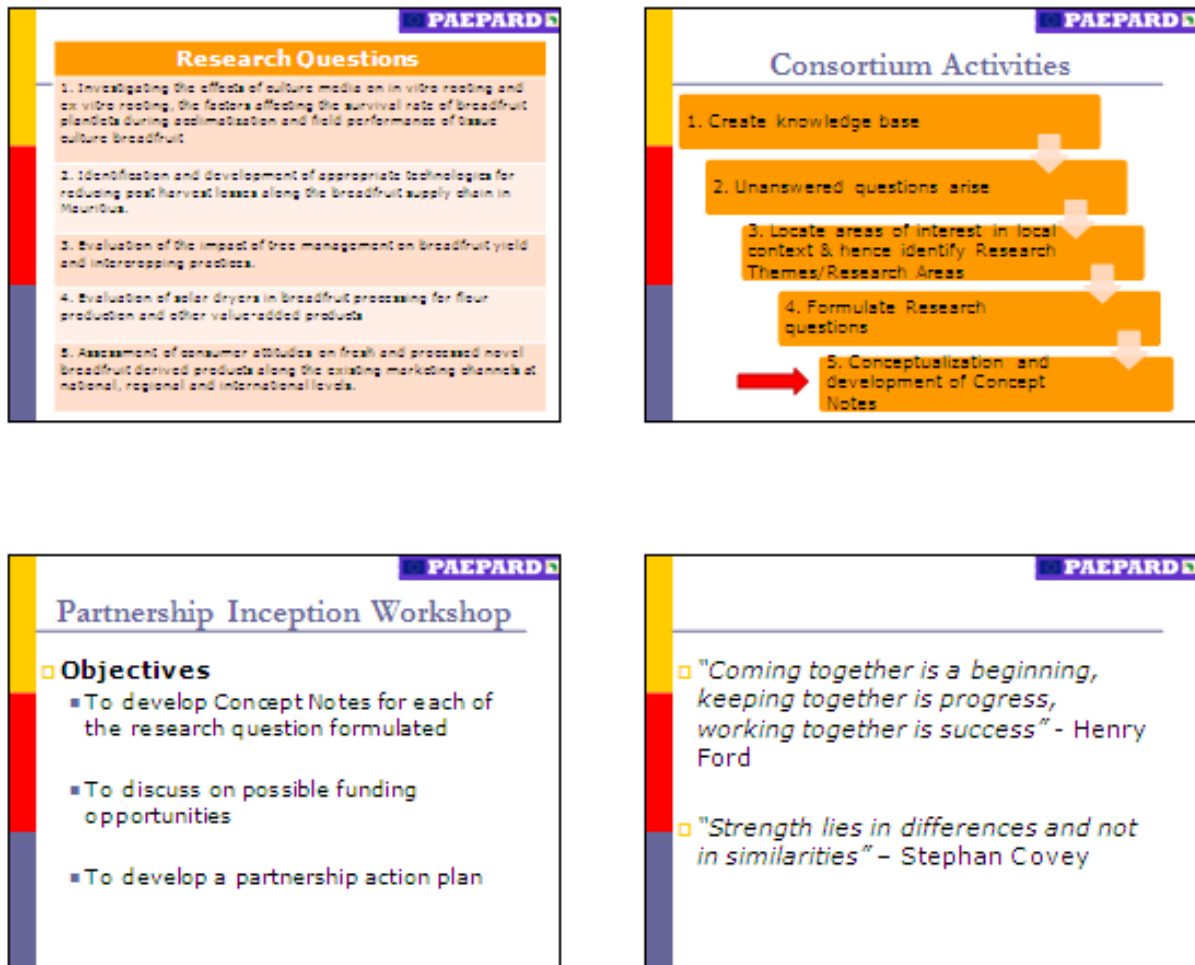 PAEPARD
Research Questions
1. Investigating the effects of culture media on in vitro rooting and
ex vitro rooting, the factors affecting the survival rate of breadfruit
plantlets during acclimatization and field performance of tissue
culture breadfruit
2. Identification and development of appropriate technologies for
reducing post harvest losses along the breadfruit supply chain in
Mauritius.
3. Evaluation of the impact of tree management on breadfruit yield
and intercropping practices.
4. Evaluation of solar dryers in breadfruit processing for flour
production and other value-added products
5. Assessment of consumer attitudes on fresh and processed novel
breadfruit derived products along the existing marketing channels at
national, regional and international levels.
PAEPARD
Consortium Activities
1. Create knowledge base
2. Unanswered questions arise
3. Locate areas of interest in local
context & hence identify Research
Themes/Research Areas
4. Formulate Research
questions
5. Conceptualization and
development of Concept
Notes
PAEPARD
Partnership Inception Workshop
Objectives
To develop Concept Notes for each of
the research question formulated
To discuss on possible funding
opportunities
To develop a partnership action plan
PAEPARD
"Coming together is a beginning,
keeping together is progress,
working together is success" - Henry
Ford
"Strength lies in differences and not
in similarities" – Stephan Covey